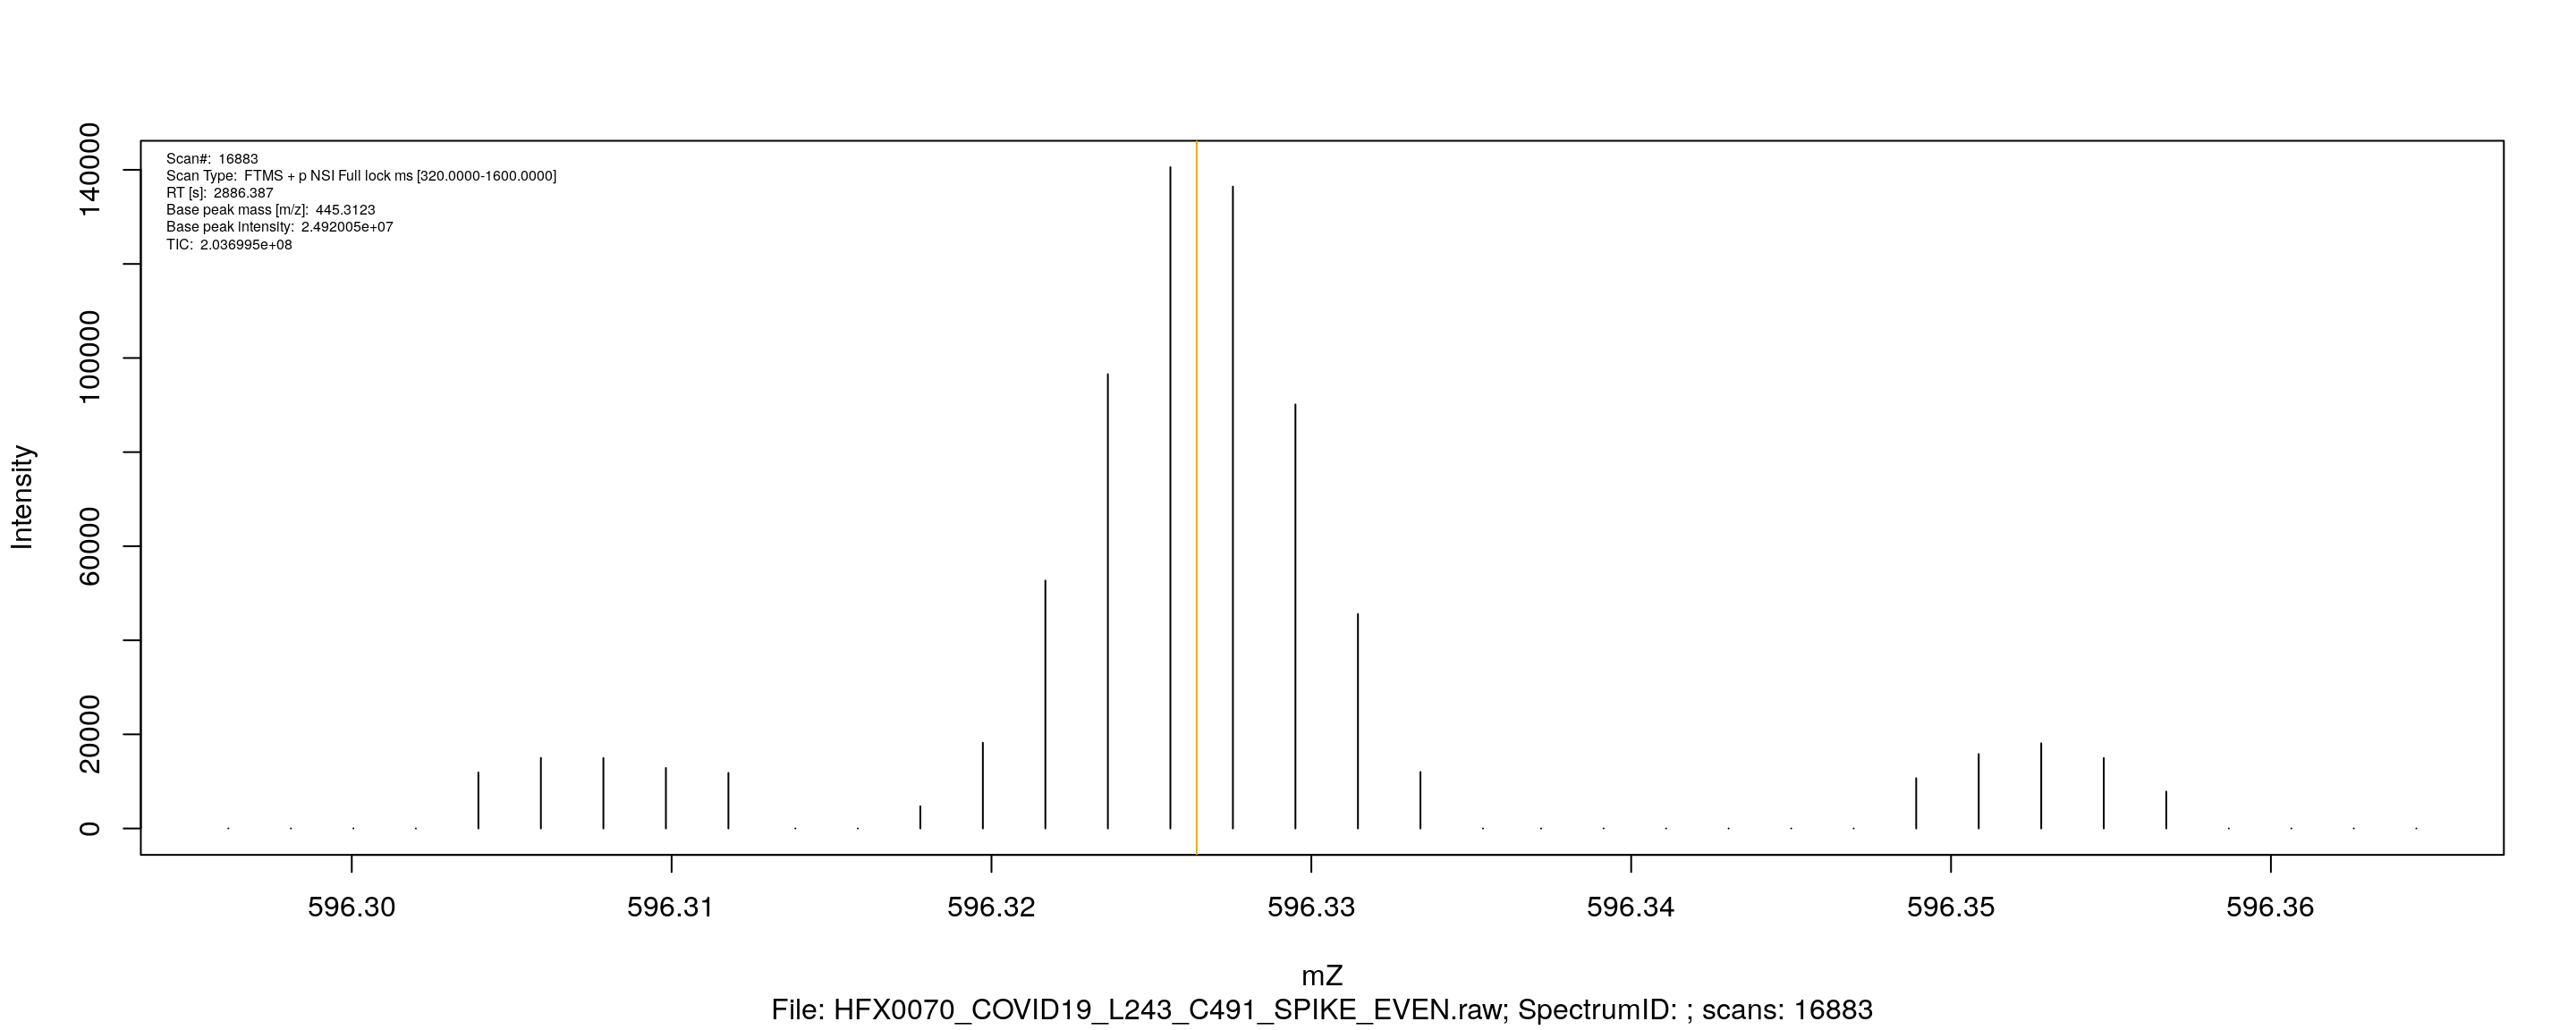 Scan#: 16883
Scan Type: FTMS + p NSI Full lock ms [320.0000-1600.0000]
RT [s]: 2886.387
Base peak mass [m/z]: 445.3123
Base peak intensity: 2.492005e+07
TIC: 2.036995e+08
Intensity
140000
100000
60000
20000
0
596.30 596.31 596.32 596.33 596.34 596.35 596.36
mZ
File: HFX0070_COVID19_L243_C491_SPIKE_EVEN.raw; SpectrumID: ; scans: 16883